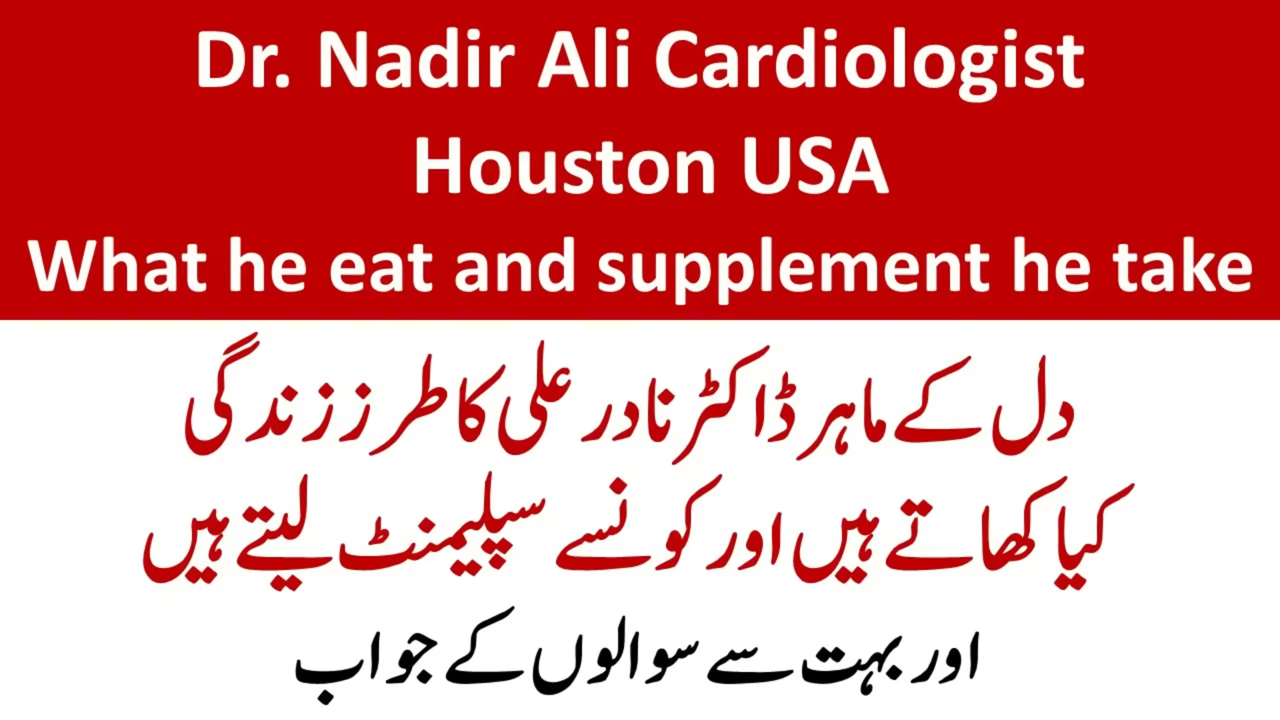 Dr. Nadir Ali Cardiologist
Houston USA
What he eat and supplement he take
دل کے ماہر ڈاکٹر نادر علی کا طرز زندگی
کیا کھاتے ہیں اور کونسے سپلیمنٹ لیتے ہیں
اور بہت سے سوالوں کے جواب